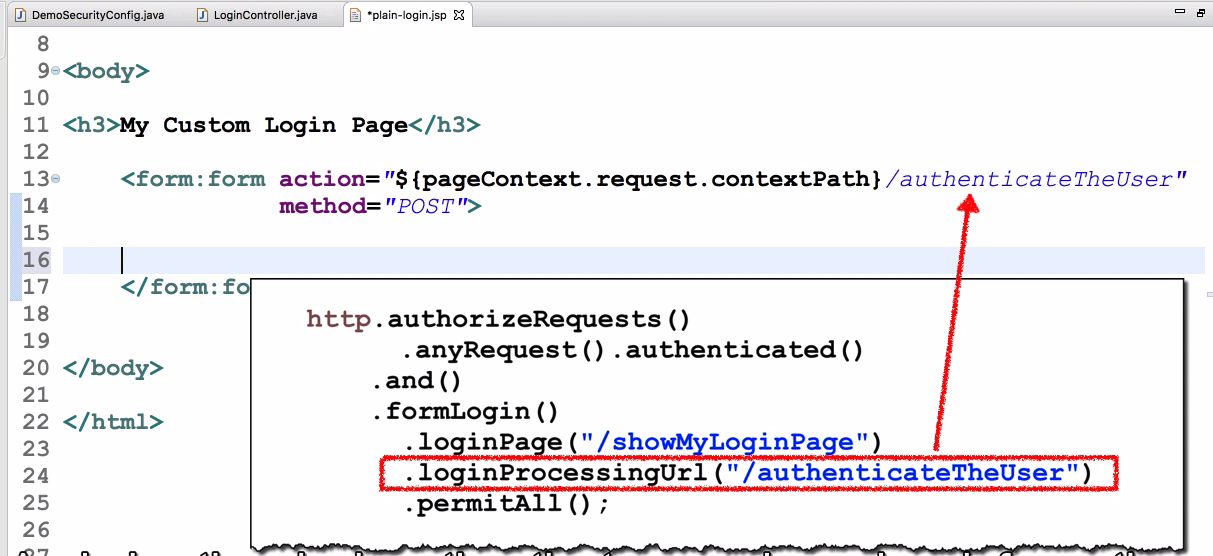 DemoSecurityConfig.java LoginController.java *plain-login.jsp
8
9 <body>
10
11 <h3>My Custom Login Page</h3>
12
13 <form:form action="${pageContext.request.contextPath}/authenticateTheUser"
14 method="POST">
15
16
17 </form:fo
18
19
20 </body>
21
22 </html>
23
24
25
26
http.authorizeRequests()
.anyRequest().authenticated()
.and()
.formLogin()
.loginPage("/showMyLoginPage")
.loginProcessingUrl("/authenticateTheUser")
.permitAll();